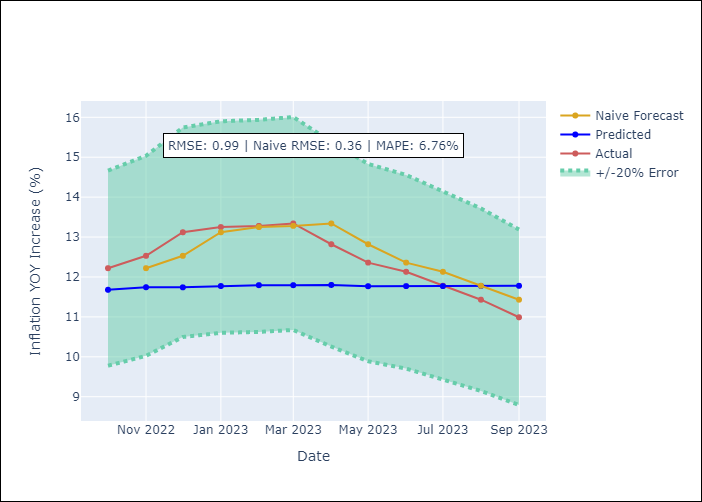 RMSE: 0.99 | Naive RMSE: 0.36 | MAPE: 6.76%
16
15
14
13
12
11
10
9
Inflation YOY Increase (%)
Nov 2022 Jan 2023 Mar 2023 May 2023 Jul 2023 Sep 2023
Date
Naive Forecast
Predicted
Actual
+/-20% Error